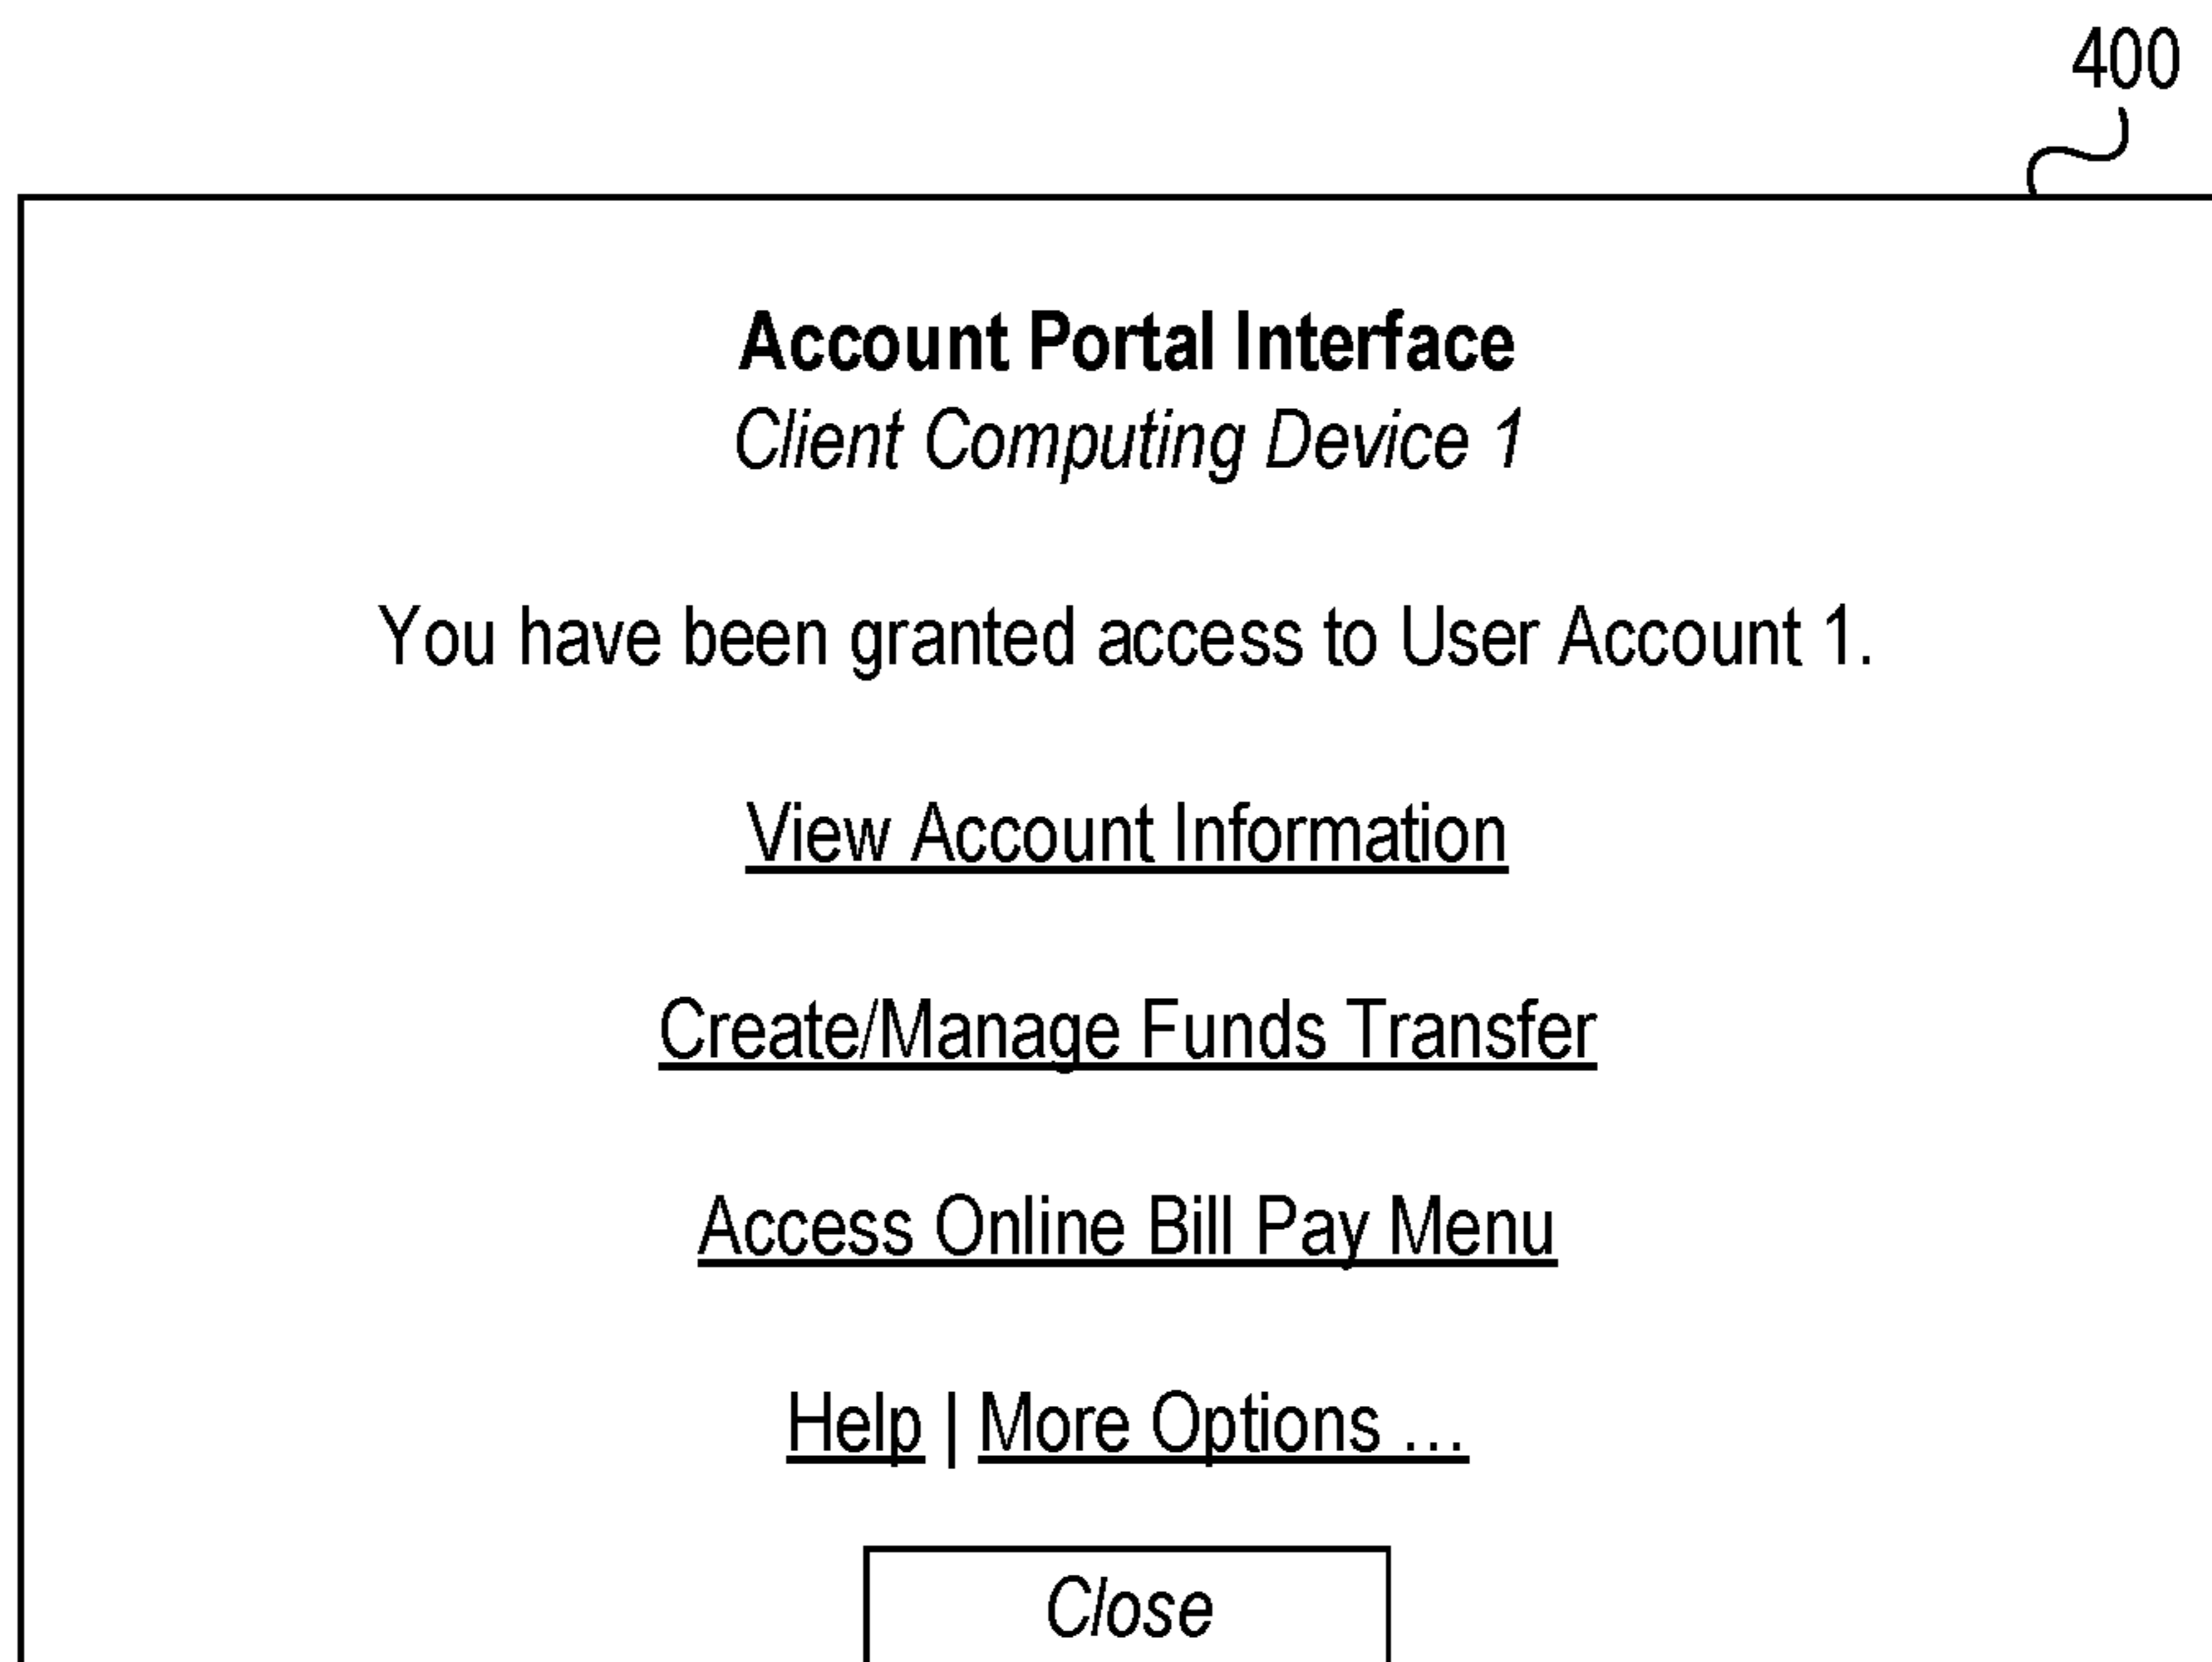 400
Account Portal Interface
Client Computing Device 1
You have been granted access to User Account 1.
View Account Information
Create/Manage Funds Transfer
Access Online Bill Pay Menu
Help | More Options ...
Close